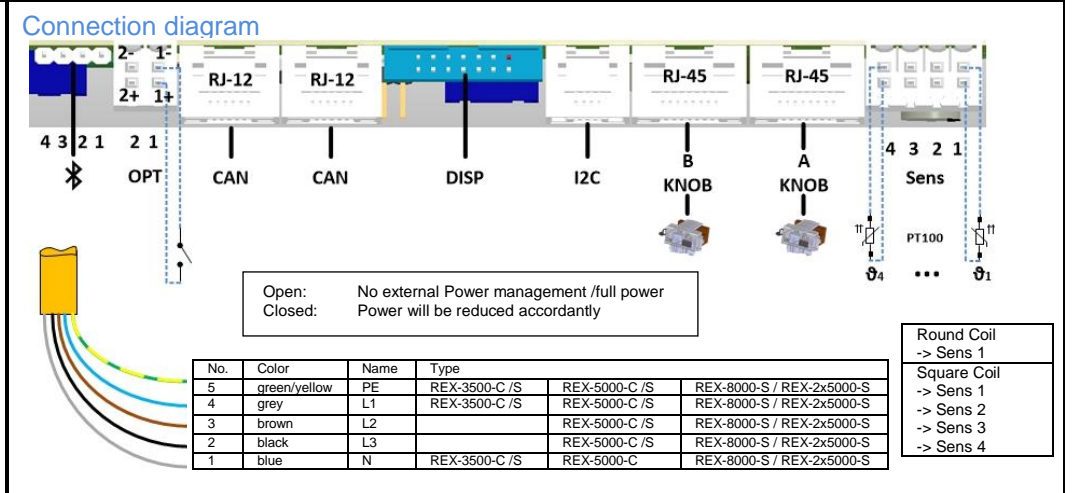 Connection diagram
2- 1-
2+ 1+
RJ-12 RJ-12 RJ-45 RJ-45
4 3 2 1 2 1 4 3 2 1
OPT CAN CAN DISP I2C B KNOB A KNOB Sens
PT100
ϑ4 ... ϑ1
Open: No external Power management /full power
Closed: Power will be reduced accordantly
No. Color Name Type
5 green/yellow PE REX-3500-C /S REX-5000-C /S REX-8000-S / REX-2x5000-S
4 grey L1 REX-3500-C /S REX-5000-C /S REX-8000-S / REX-2x5000-S
3 brown L2 REX-5000-C /S REX-8000-S / REX-2x5000-S
2 black L3 REX-5000-C /S REX-8000-S / REX-2x5000-S
1 blue N REX-3500-C /S REX-5000-C REX-8000-S / REX-2x5000-S
Round Coil
-> Sens 1
Square Coil
-> Sens 1
-> Sens 2
-> Sens 3
-> Sens 4